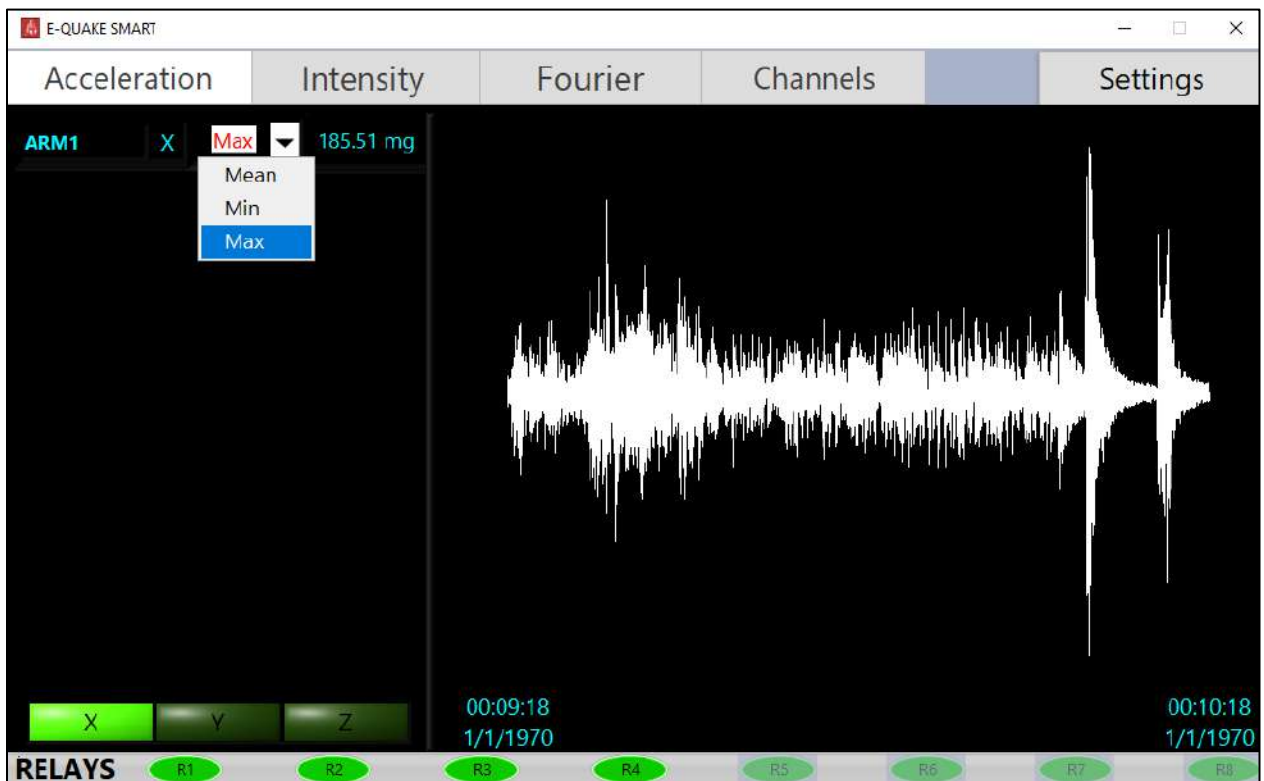 E-QUAKE SMART
Acceleration Intensity Fourier Channels Settings
ARM1 X Max 185.51 mg
Mean
Min
Max
X Y Z
00:09:18 00:10:18
1/1/1970 1/1/1970
RELAYS R1 R2 R3 R4 R5 R6 R7 R8